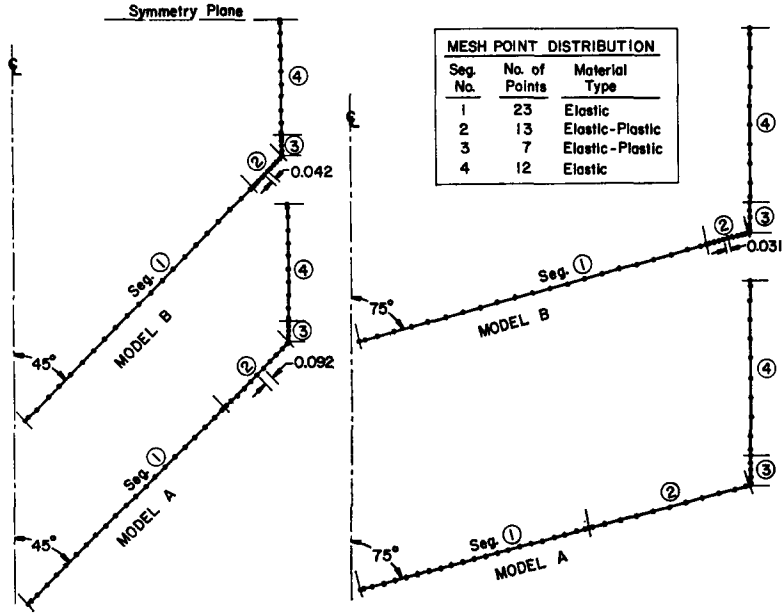 Symmetry Plane
℄
④
③
②
0.042
Seg. ①
MODEL B
45°
④
③
②
0.092
Seg. ①
MODEL A
45°
MESH POINT DISTRIBUTION
Seg. No. No. of Points Material Type
1 23 Elastic
2 13 Elastic-Plastic
3 7 Elastic-Plastic
4 12 Elastic
℄
④
③
②
0.031
Seg. ①
75°
MODEL B
④
③
②
Seg. ①
75°
MODEL A